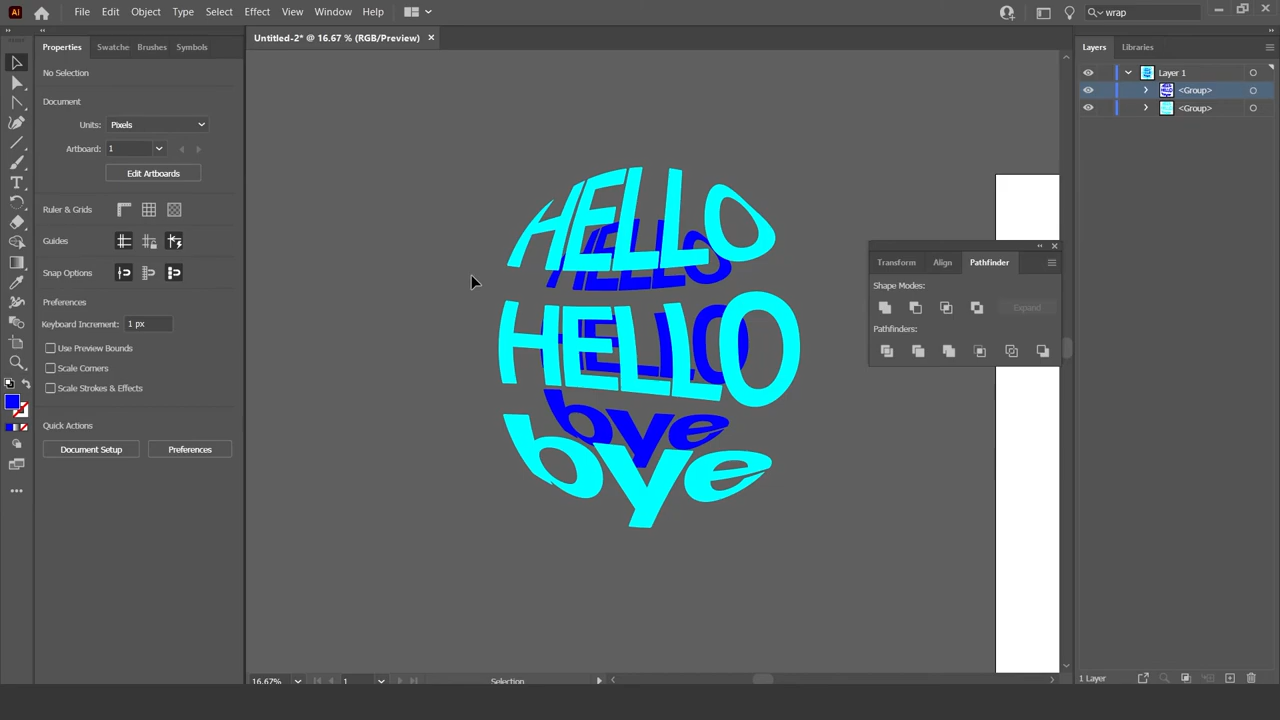 Ai File Edit Object Type Select Effect View Window Help wrap
Properties Swatche Brushes Symbols
Untitled-2* @ 16.67 % (RGB/Preview) ×
Layers Libraries
No Selection
Layer 1
<Group>
<Group>
Document
Units: Pixels
Artboard: 1
Edit Artboards
Ruler & Grids
Guides
Snap Options
Preferences
Keyboard Increment: 1 px
Use Preview Bounds
Scale Corners
Scale Strokes & Effects
Quick Actions
Document Setup Preferences
HELLO
HELLO
HELLO
HELLO
bye
bye
Transform Align Pathfinder
Shape Modes:
Expand
Pathfinders:
16.67% 1 Selection
1 Layer